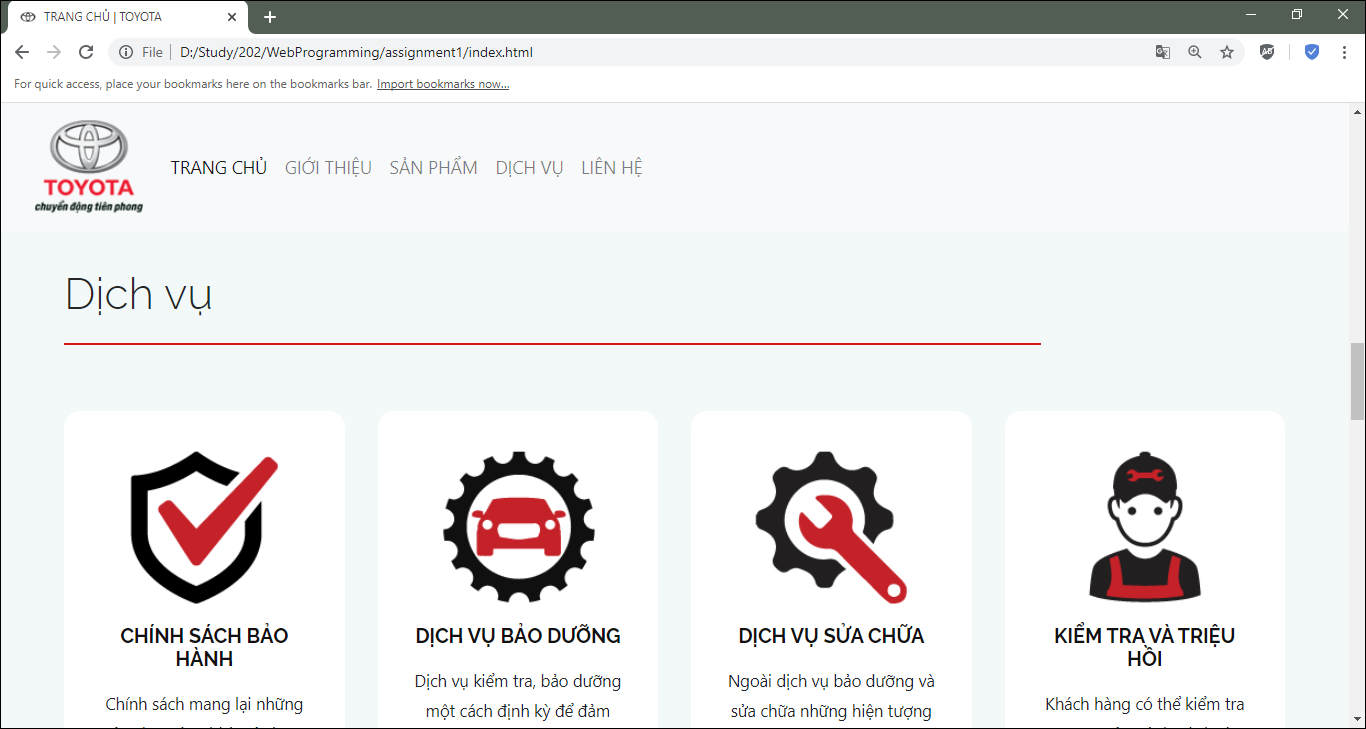 TRANG CHỦ | TOYOTA
File | D:/Study/202/WebProgramming/assignment1/index.html
For quick access, place your bookmarks here on the bookmarks bar. Import bookmarks now...
TOYOTA
chuyển động tiên phong
TRANG CHỦ GIỚI THIỆU SẢN PHẨM DỊCH VỤ LIÊN HỆ
Dịch vụ
CHÍNH SÁCH BẢO
HÀNH
Chính sách mang lại những
DỊCH VỤ BẢO DƯỠNG
Dịch vụ kiểm tra, bảo dưỡng
một cách định kỳ để đảm
DỊCH VỤ SỬA CHỮA
Ngoài dịch vụ bảo dưỡng và
sửa chữa những hiện tượng
KIỂM TRA VÀ TRIỆU
HỒI
Khách hàng có thể kiểm tra